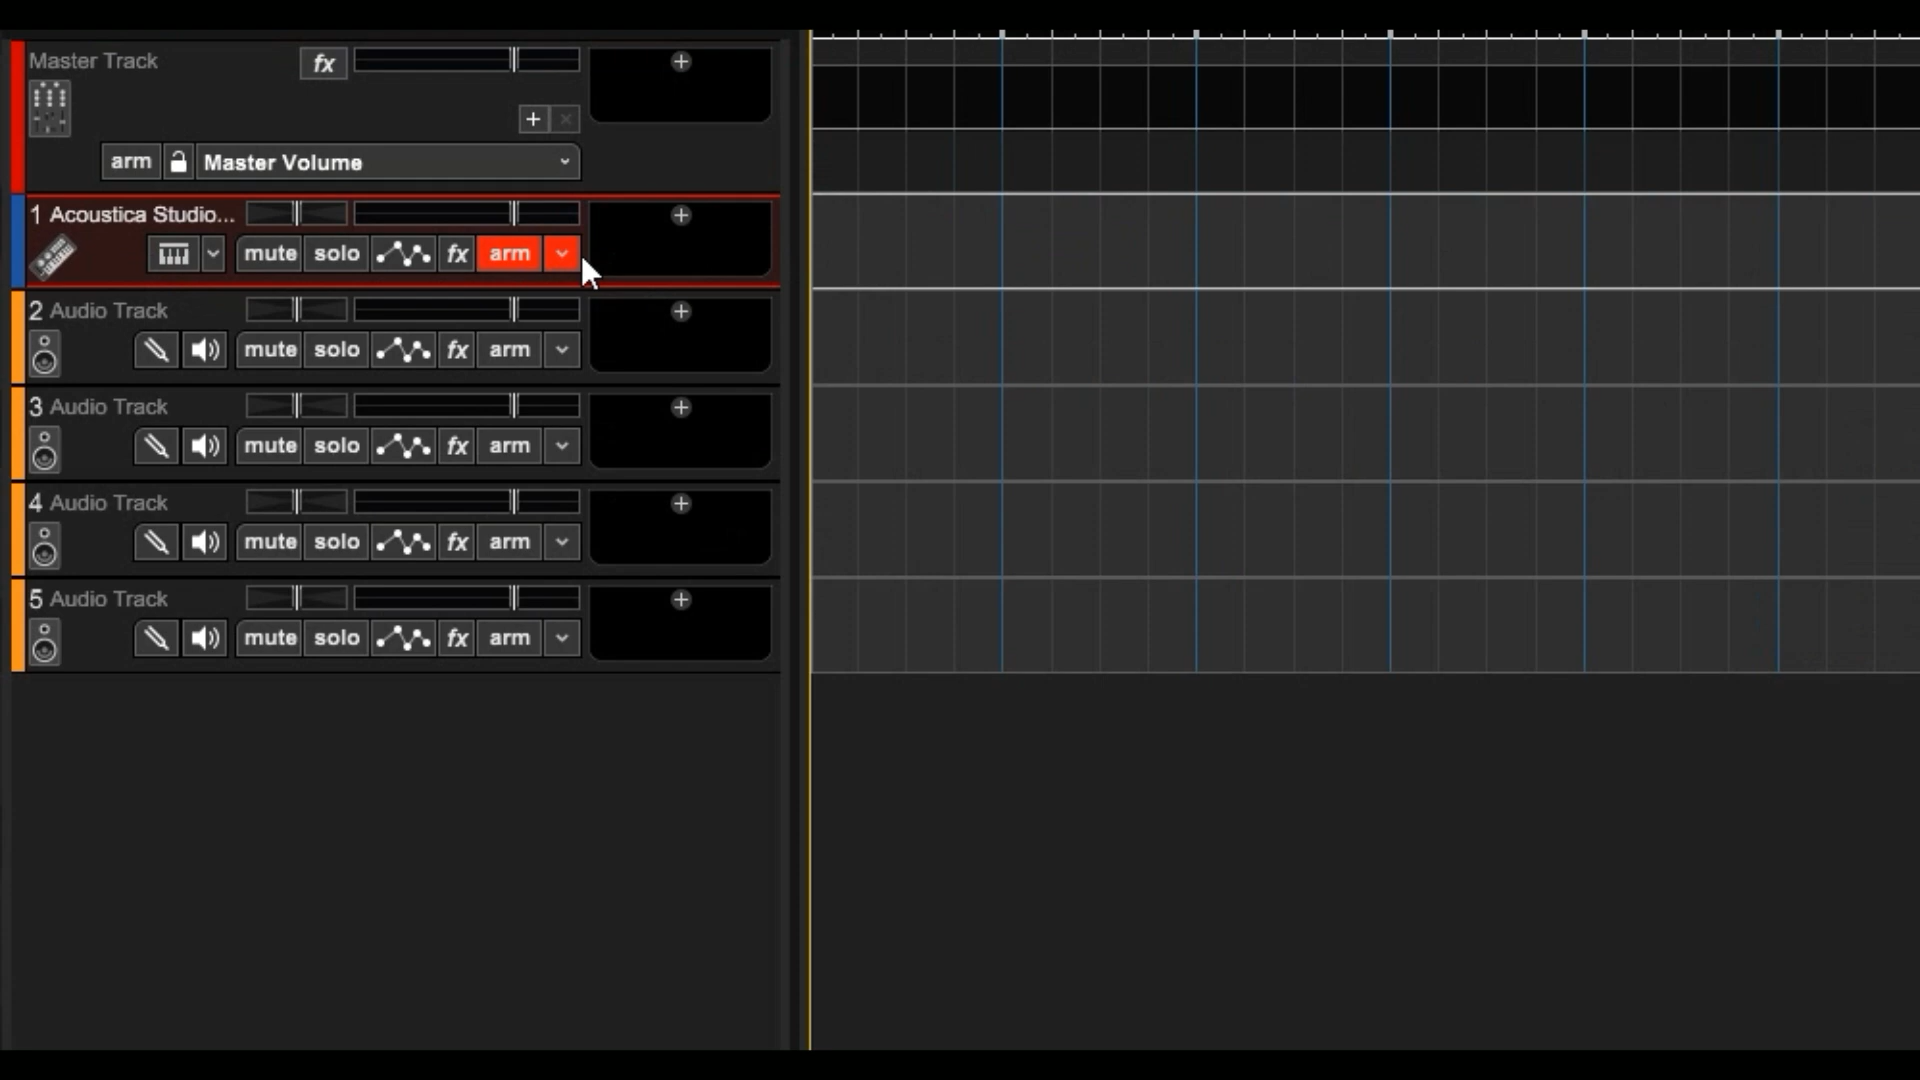 Master Track fx
+ ×
arm Master Volume
1 Acoustica Studio...
mute solo fx arm
2 Audio Track
mute solo fx arm
3 Audio Track
mute solo fx arm
4 Audio Track
mute solo fx arm
5 Audio Track
mute solo fx arm